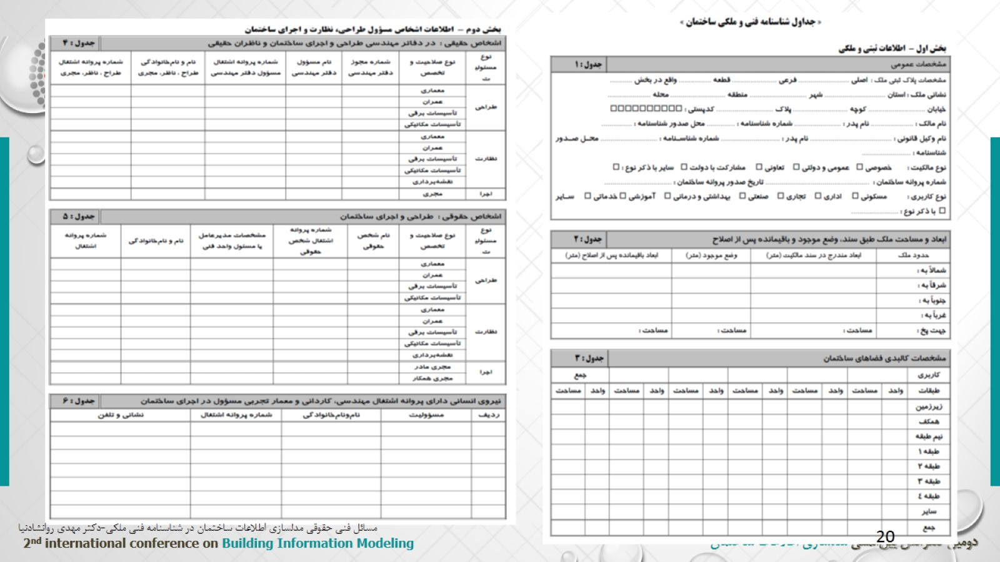 « جداول شناسنامه فنی و ملکی ساختمان »
بخش اول – اطلاعات ثبتی و ملکی
مشخصات عمومی جدول : ۱
مشخصات پلاک ثبتی ملک : اصلی .......... فرعی .......... قطعه .......... واقع در بخش ..........
نشانی ملک : استان .......... شهر .......... منطقه .......... محله ..........
خیابان .......... کوچه .......... پلاک .......... کدپستی : □□□□□□□□□□
نام مالک : .......... نام پدر : .......... شماره شناسنامه : .......... محل صدور شناسنامه : ..........
نام وکیل قانونی : .......... نام پدر : .......... شماره شناسـنامه : .......... محـل صـدور
شناسنامه : ..........
نوع مالکیت : خصوصی □ عمومی و دولتی □ تعاونی □ مشارکت با دولت □ سایر با ذکر نوع : □
شماره پروانه ساختمان : .......... تاریخ صدور پروانه ساختمان : ..........
نوع کاربری : مسکونی □ اداری □ تجاری □ صنعتی □ بهداشتی و درمانی □ آموزشی □ خدماتی □ سـایر
□ با ذکر نوع : ..........
ابعاد و مساحت ملک طبق سند، وضع موجود و باقیمانده پس از اصلاح جدول : ۲
حدود ملک ابعاد مندرج در سند مالکیت (متر) وضع موجود (متر) ابعاد باقیمانده پس از اصلاح (متر)
شمالاً به :
شرقاً به :
جنوباً به :
غرباً به :
جهت پخ : مساحت : مساحت : مساحت :
مشخصات کالبدی فضاهای ساختمان جدول : ۳
کاربری جمع
طبقات واحد مساحت واحد مساحت واحد مساحت واحد مساحت واحد مساحت واحد مساحت
زیرزمین
همکف
نیم طبقه
طبقه ۱
طبقه ۲
طبقه ۳
طبقه ٤
سایر
جمع
بخش دوم – اطلاعات اشخاص مسؤول طراحی، نظارت و اجرای ساختمان
اشخاص حقیقی : در دفاتر مهندسی طراحی و اجرای ساختمان و ناظران حقیقی جدول : ۴
نوع مسئولیت نوع صلاحیت و تخصص شماره مجوز دفتر مهندسی نام مسؤول دفتر مهندسی شماره پروانه اشتغال مسؤول دفتر مهندسی نام و نام‌خانوادگی طراح ، ناظر، مجری شماره پروانه اشتغال طراح ، ناظر، مجری
طراحی معماری
عمران
تأسیسات برقی
تأسیسات مکانیکی
نظارت معماری
عمران
تأسیسات برقی
تأسیسات مکانیکی
نقشه‌برداری
اجرا مجری
اشخاص حقوقی : طراحی و اجرای ساختمان جدول : ۵
نوع مسئولیت نوع صلاحیت و تخصص نام شخص حقوقی شماره پروانه اشتغال شخص حقوقی مشخصات مدیرعامل یا مسئول واحد فنی نام و نام‌خانوادگی شماره پروانه اشتغال
طراحی معماری
عمران
تأسیسات برقی
تأسیسات مکانیکی
نظارت معماری
عمران
تأسیسات برقی
تأسیسات مکانیکی
نقشه‌برداری
اجرا مجری مادر
مجری همکار
نیروی انسانی دارای پروانه اشتغال مهندسی، کاردانی و معمار تجربی مسؤول در اجرای ساختمان جدول : ۶
ردیف مسؤولیت نام‌ونام‌خانوادگی شماره پروانه اشتغال نشانی و تلفن
مسائل فنی حقوقی مدلسازی اطلاعات ساختمان در شناسنامه فنی ملکی-دکتر مهدی روانشادنیا
2nd international conference on Building Information Modeling
20
دومین